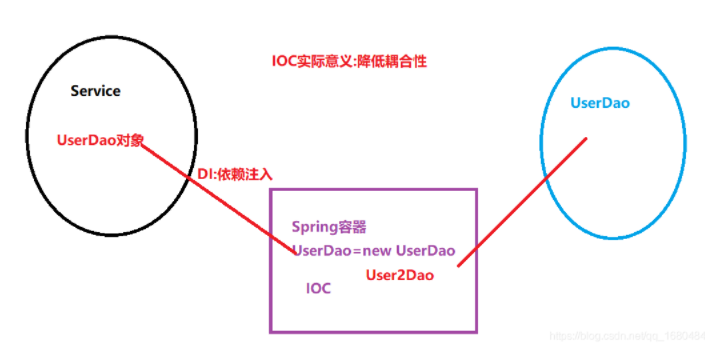 IOC实际意义:降低耦合性
Service
UserDao
UserDao对象
DI:依赖注入
Spring容器
UserDao=new UserDao
User2Dao
IOC
https://blog.csdn.net/qq_1680484